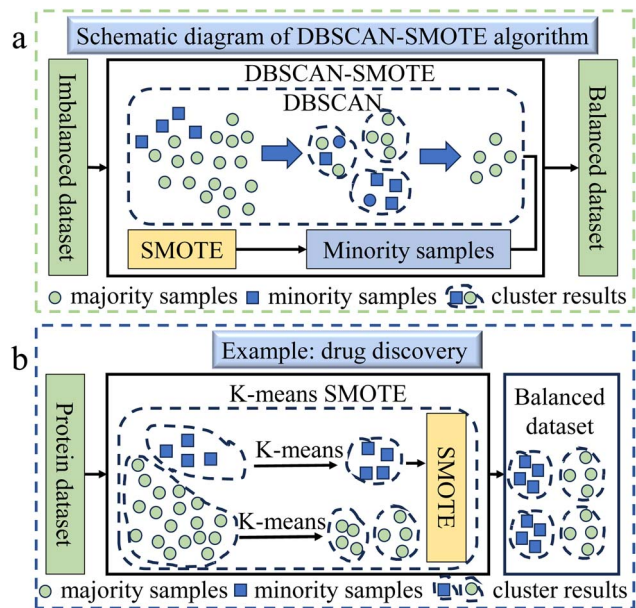 a
Schematic diagram of DBSCAN-SMOTE algorithm
Imbalanced dataset
DBSCAN-SMOTE
DBSCAN
SMOTE
Minority samples
Balanced dataset
majority samples minority samples cluster results
b
Example: drug discovery
Protein dataset
K-means SMOTE
K-means
K-means
SMOTE
Balanced
dataset
majority samples minority samples cluster results